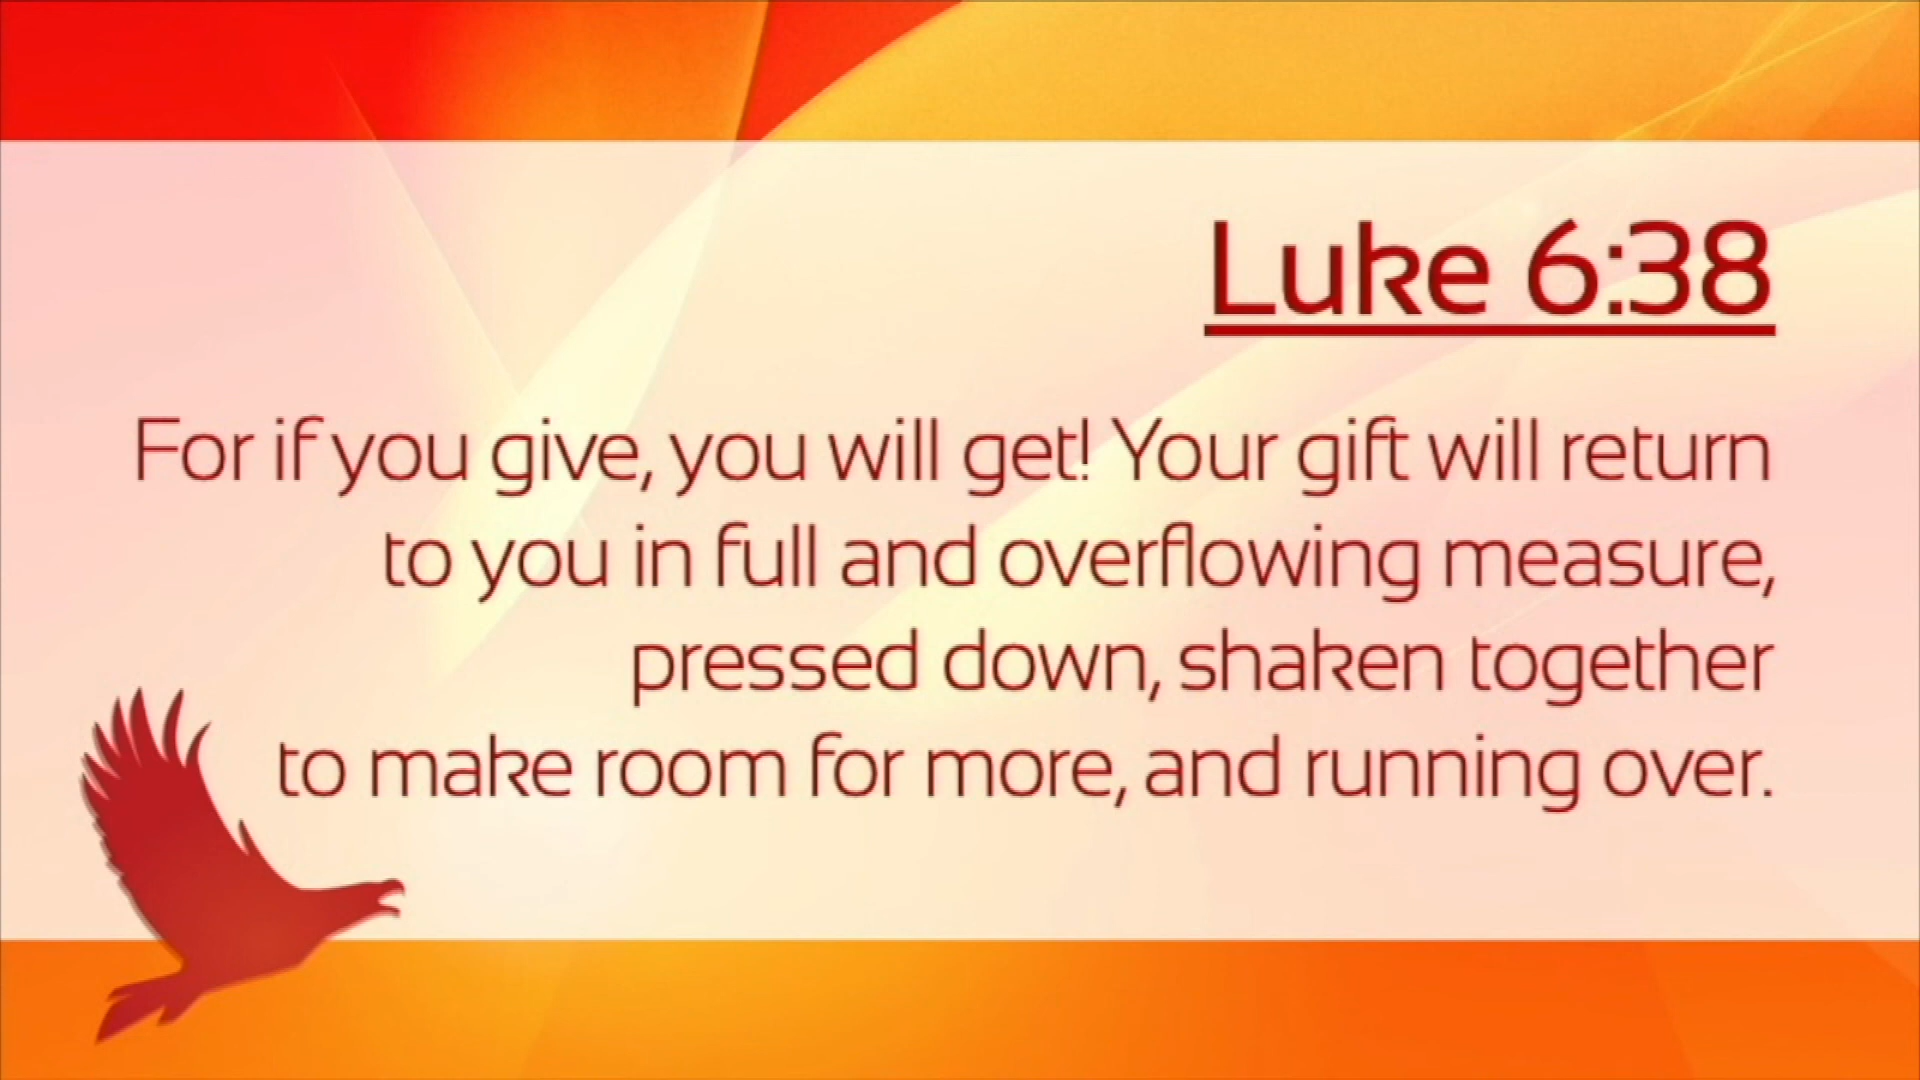 Luke 6:38
For if you give, you will get! Your gift will return
to you in full and overflowing measure,
pressed down, shaken together
to make room for more, and running over.